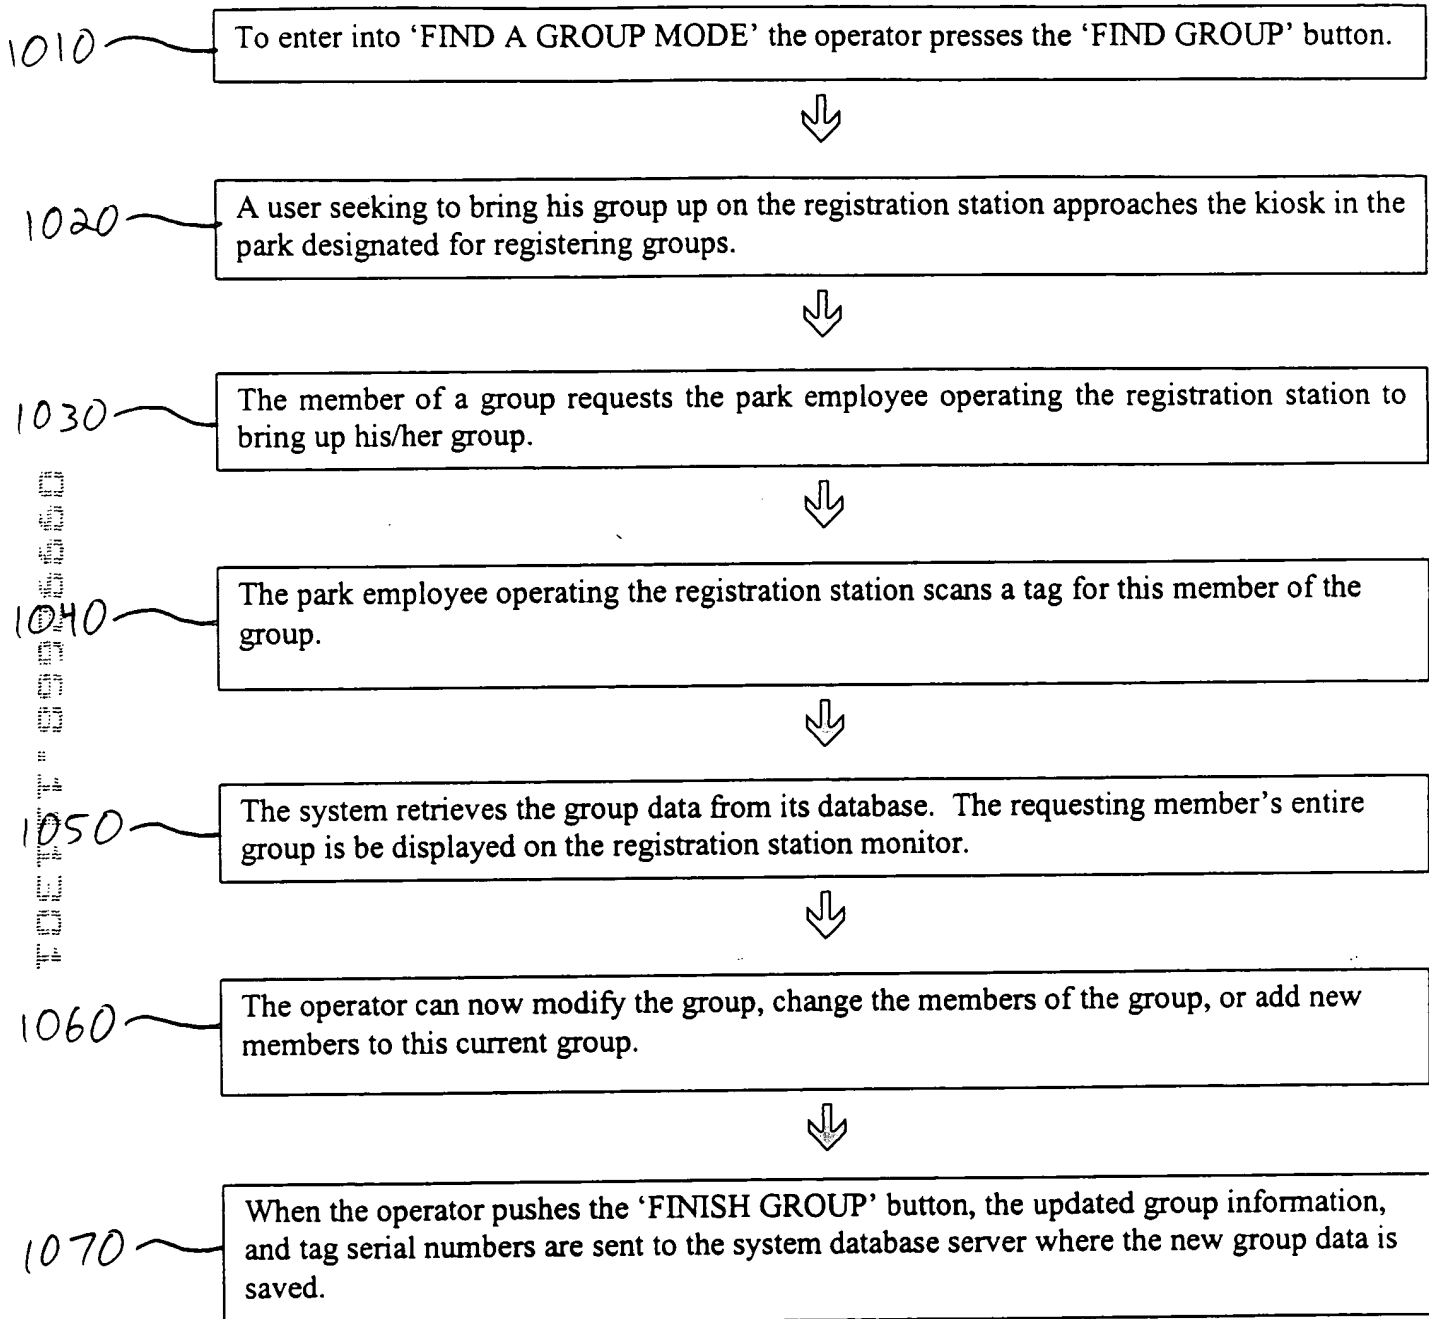 1010
To enter into ‘FIND A GROUP MODE’ the operator presses the ‘FIND GROUP’ button.
1020
A user seeking to bring his group up on the registration station approaches the kiosk in the
park designated for registering groups.
1030
The member of a group requests the park employee operating the registration station to
bring up his/her group.
1040
The park employee operating the registration station scans a tag for this member of the
group.
1050
The system retrieves the group data from its database. The requesting member’s entire
group is be displayed on the registration station monitor.
1060
The operator can now modify the group, change the members of the group, or add new
members to this current group.
1070
When the operator pushes the ‘FINISH GROUP’ button, the updated group information,
and tag serial numbers are sent to the system database server where the new group data is
saved.